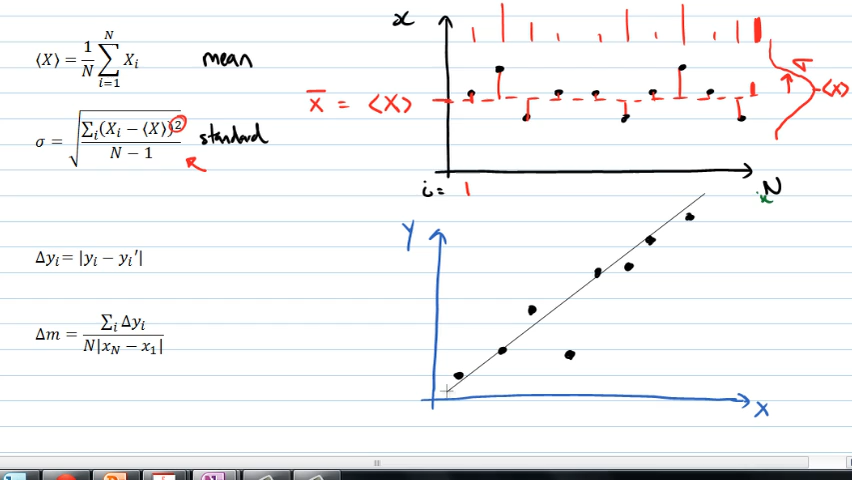 ⟨X⟩ = 1/N ∑_{i=1}^{N} X_i mean
σ = √(∑_i(X_i − ⟨X⟩)² / (N − 1)) standard
Δy_i = |y_i − y_i′|
Δm = ∑_i Δy_i / (N|x_N − x_1|)
x
σ
X̄ = ⟨X⟩
⟨X⟩
i = 1
N
Y
X